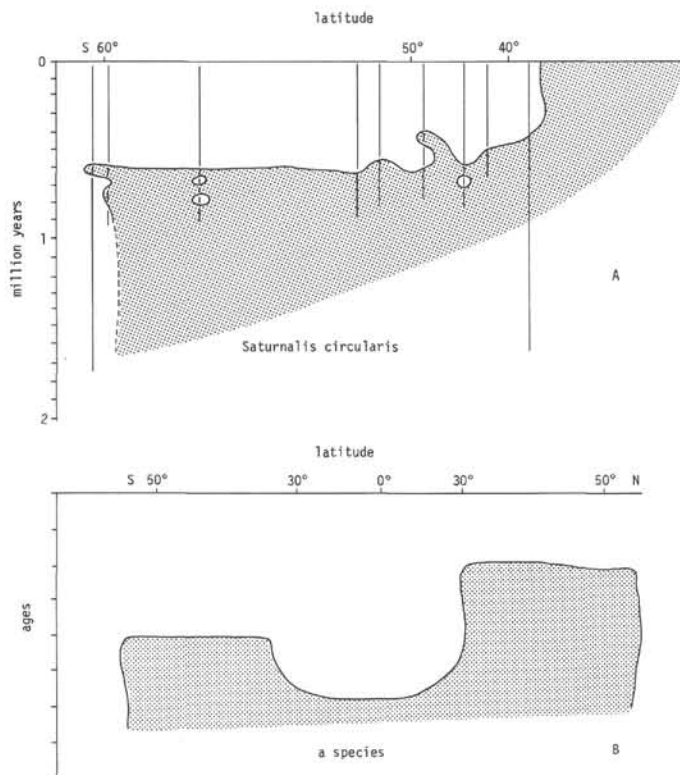 latitude
S 60° 50° 40°
0
1
2
million years
A
Saturnalis circularis
latitude
S 50° 30° 0° 30° 50° N
ages
a species
B